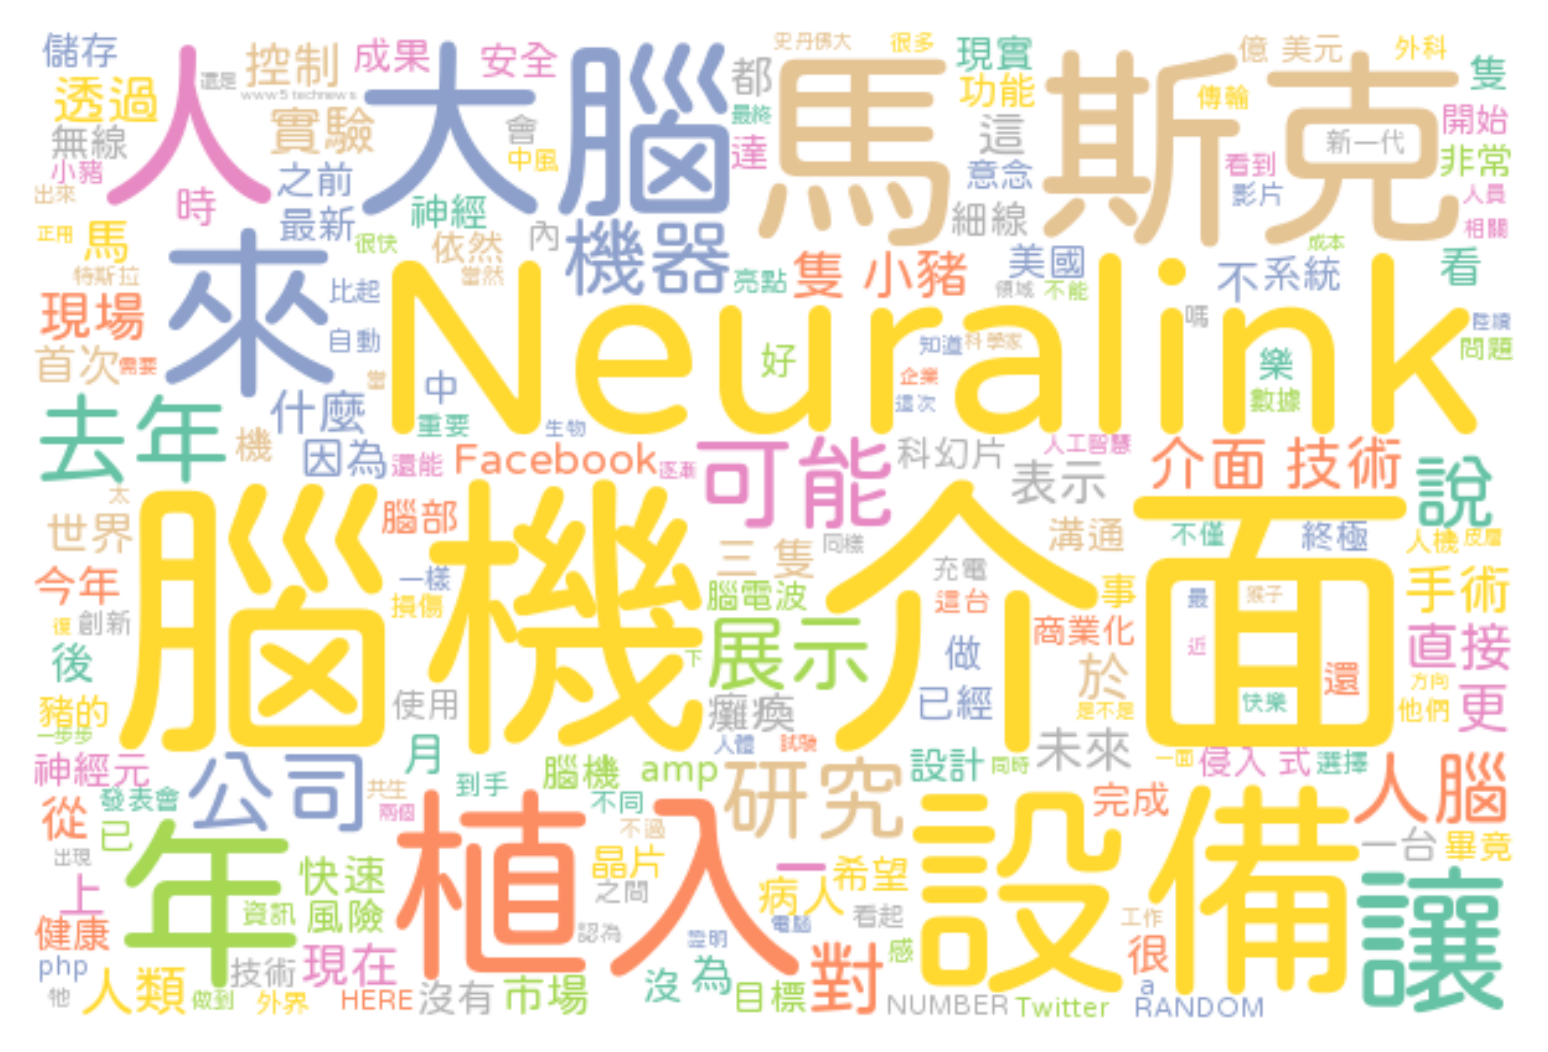 儲存 人 控制 成果 大腦 安全 都 史丹佛大 馬斯克 很多 現實 億 美元 外科 隻
透過 還是 www5 technews 實驗 會 最終 功能 傳輸 開始
無線 中風 達 這 新一代 非常
小豬 之前 意念 看到 人員
出來 時 最新 神經 細線 影片 相關
正用 馬 很快 依然 內 機器 美國 成本 看
特斯拉 來 比起 當然 亮點 隻 小豬 領域 不能 不 系統
現場 自動 Neuralink 嗎 陸續
首次 需要 好 知道 科學家 樂 問題
當 中 企業 數據
去年 什麼 重要 生物 這次
機 因為 還能 Facebook 逐漸 可能 科幻片 人工智慧 介面 技術 說
太 表示
世界 腦機介面 腦部 三 隻 同樣 溝通 不僅 終極 人機 皮層
今年 一樣 腦電波 充電 事 最 猴子 手術
復 創新 損傷 這台 商業化
後 下 展示 做 近 還 直接
豬的 使用 癱瘓 已經 於 快樂 方向
一步步 是不是 他們 更
神經元 公司 月 人體 試驗 設計 同時 未來 一面 侵入 式 選擇 人腦
發表會 共生 到手 腦機 amp 研究
從 兩個 植入 不同 設備 完成
已 年 不過 一台 畢竟
出現 快速 晶片 一 希望
上 資訊 風險 之間 病人 看起 工作 讓
健康 認為 證明 電腦 對 感 很
php 人類 技術 現在 沒 為
牠 做到 外界 HERE 沒有 市場 目標 NUMBER Twitter a RANDOM